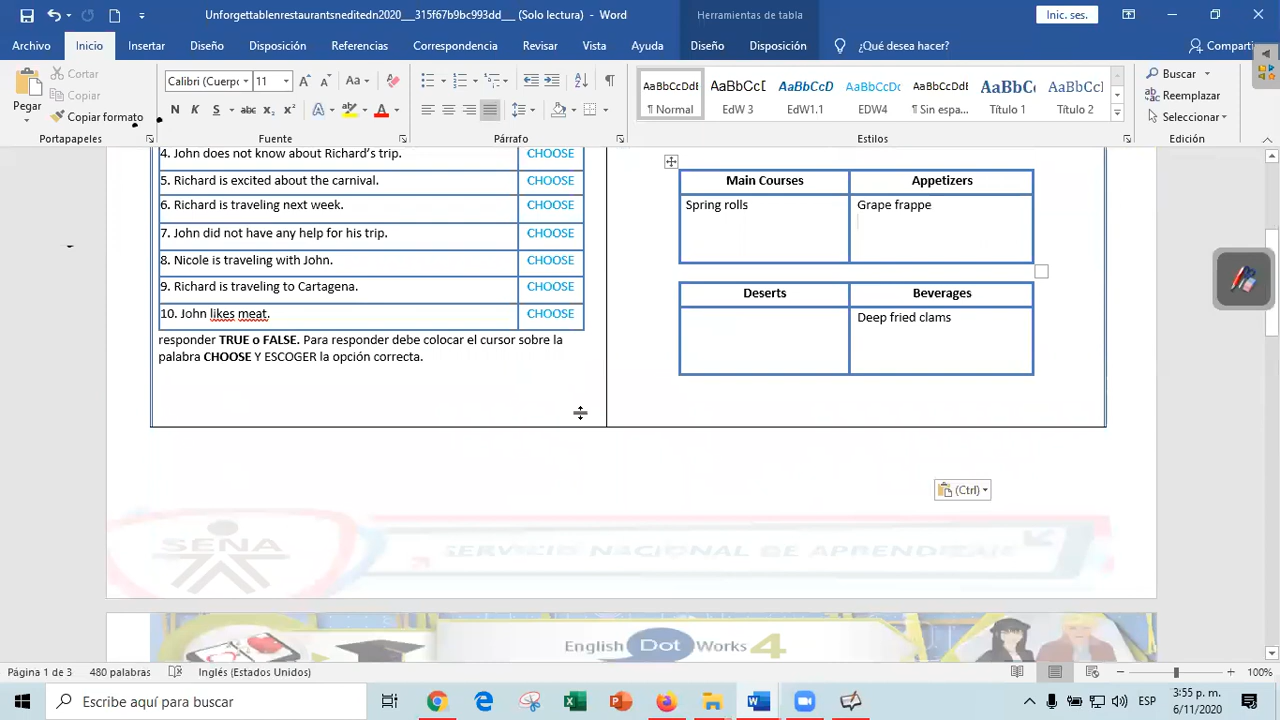 Unforgettablerestaurantsnitedn2020___315f67b9bc993dd___ (Solo lectura) - Word
Herramientas de tabla
Inic. ses.
Archivo Inicio Insertar Diseño Disposición Referencias Correspondencia Revisar Vista Ayuda Diseño Disposición ¿Qué desea hacer? Comparti
Pegar
Cortar
Copiar
Copiar formato
Portapapeles
Calibri (Cuerpo 11
Fuente
Párrafo
AaBbCcDdE AaBbCcD AaBbCcD AaBbCcDc AaBbCcDdE AaBbCc AaBbCcD
¶ Normal EdW 3 EdW1.1 EDW4 ¶ Sin espa... Título 1 Título 2
Estilos
Buscar
Reemplazar
Seleccionar
Edición
4. John does not know about Richard's trip. CHOOSE
5. Richard is excited about the carnival. CHOOSE
6. Richard is traveling next week. CHOOSE
7. John did not have any help for his trip. CHOOSE
8. Nicole is traveling with John. CHOOSE
9. Richard is traveling to Cartagena. CHOOSE
10. John likes meat. CHOOSE
responder TRUE o FALSE. Para responder debe colocar el cursor sobre la
palabra CHOOSE Y ESCOGER la opción correcta.
Main Courses Appetizers
Spring rolls Grape frappe
Deserts Beverages
Deep fried clams
(Ctrl)
SENA
SERVICIO NACIONAL DE APRENDIZAJE
English Dot Works 4
Página 1 de 3 480 palabras Inglés (Estados Unidos) 100%
Escribe aquí para buscar
ESP
3:55 p. m.
6/11/2020